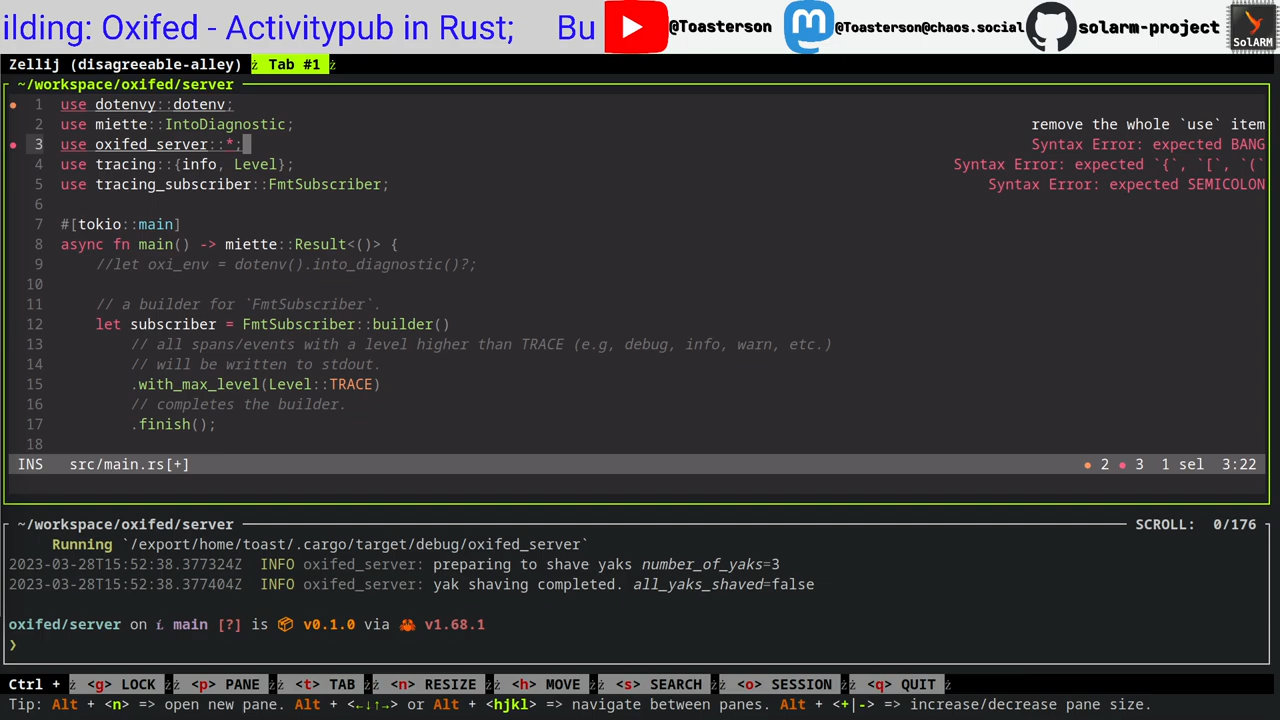 ilding: Oxifed - Activitypub in Rust;    Bu
@Toasterson
@Toasterson@chaos.social
solarm-project
SolARM
Zellij (disagreeable-alley) ż Tab #1 ż
~/workspace/oxifed/server
1 use dotenvy::dotenv;
2 use miette::IntoDiagnostic; remove the whole `use` item
3 use oxifed_server::*; Syntax Error: expected BANG
4 use tracing::{info, Level}; Syntax Error: expected `{`, `[`, `(`
5 use tracing_subscriber::FmtSubscriber; Syntax Error: expected SEMICOLON
6
7 #[tokio::main]
8 async fn main() -> miette::Result<()> {
9     //let oxi_env = dotenv().into_diagnostic()?;
10
11     // a builder for `FmtSubscriber`.
12     let subscriber = FmtSubscriber::builder()
13         // all spans/events with a level higher than TRACE (e.g, debug, info, warn, etc.)
14         // will be written to stdout.
15         .with_max_level(Level::TRACE)
16         // completes the builder.
17         .finish();
18
INS src/main.rs[+] ● 2 ● 3 1 sel 3:22
~/workspace/oxifed/server SCROLL: 0/176
Running `/export/home/toast/.cargo/target/debug/oxifed_server`
2023-03-28T15:52:38.377324Z INFO oxifed_server: preparing to shave yaks number_of_yaks=3
2023-03-28T15:52:38.377404Z INFO oxifed_server: yak shaving completed. all_yaks_shaved=false
oxifed/server on main [?] is 📦 v0.1.0 via 🦀 v1.68.1
❯
Ctrl + ż <g> LOCK ż <p> PANE ż <t> TAB ż <n> RESIZE ż <h> MOVE ż <s> SEARCH ż <o> SESSION ż <q> QUIT ż
Tip: Alt + <n> => open new pane. Alt + <←↓↑→> or Alt + <hjkl> => navigate between panes. Alt + <+|-> => increase/decrease pane size.